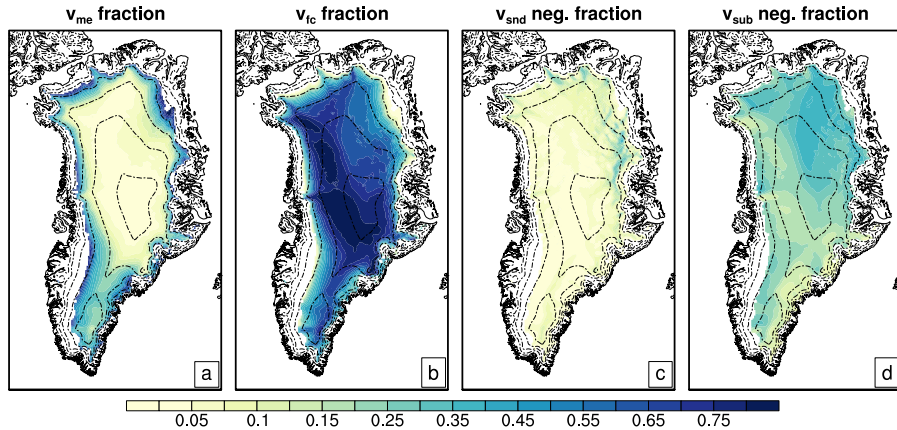 v_me fraction v_fc fraction v_snd neg. fraction v_sub neg. fraction
a b c d
0.05 0.1 0.15 0.25 0.35 0.45 0.55 0.65 0.75